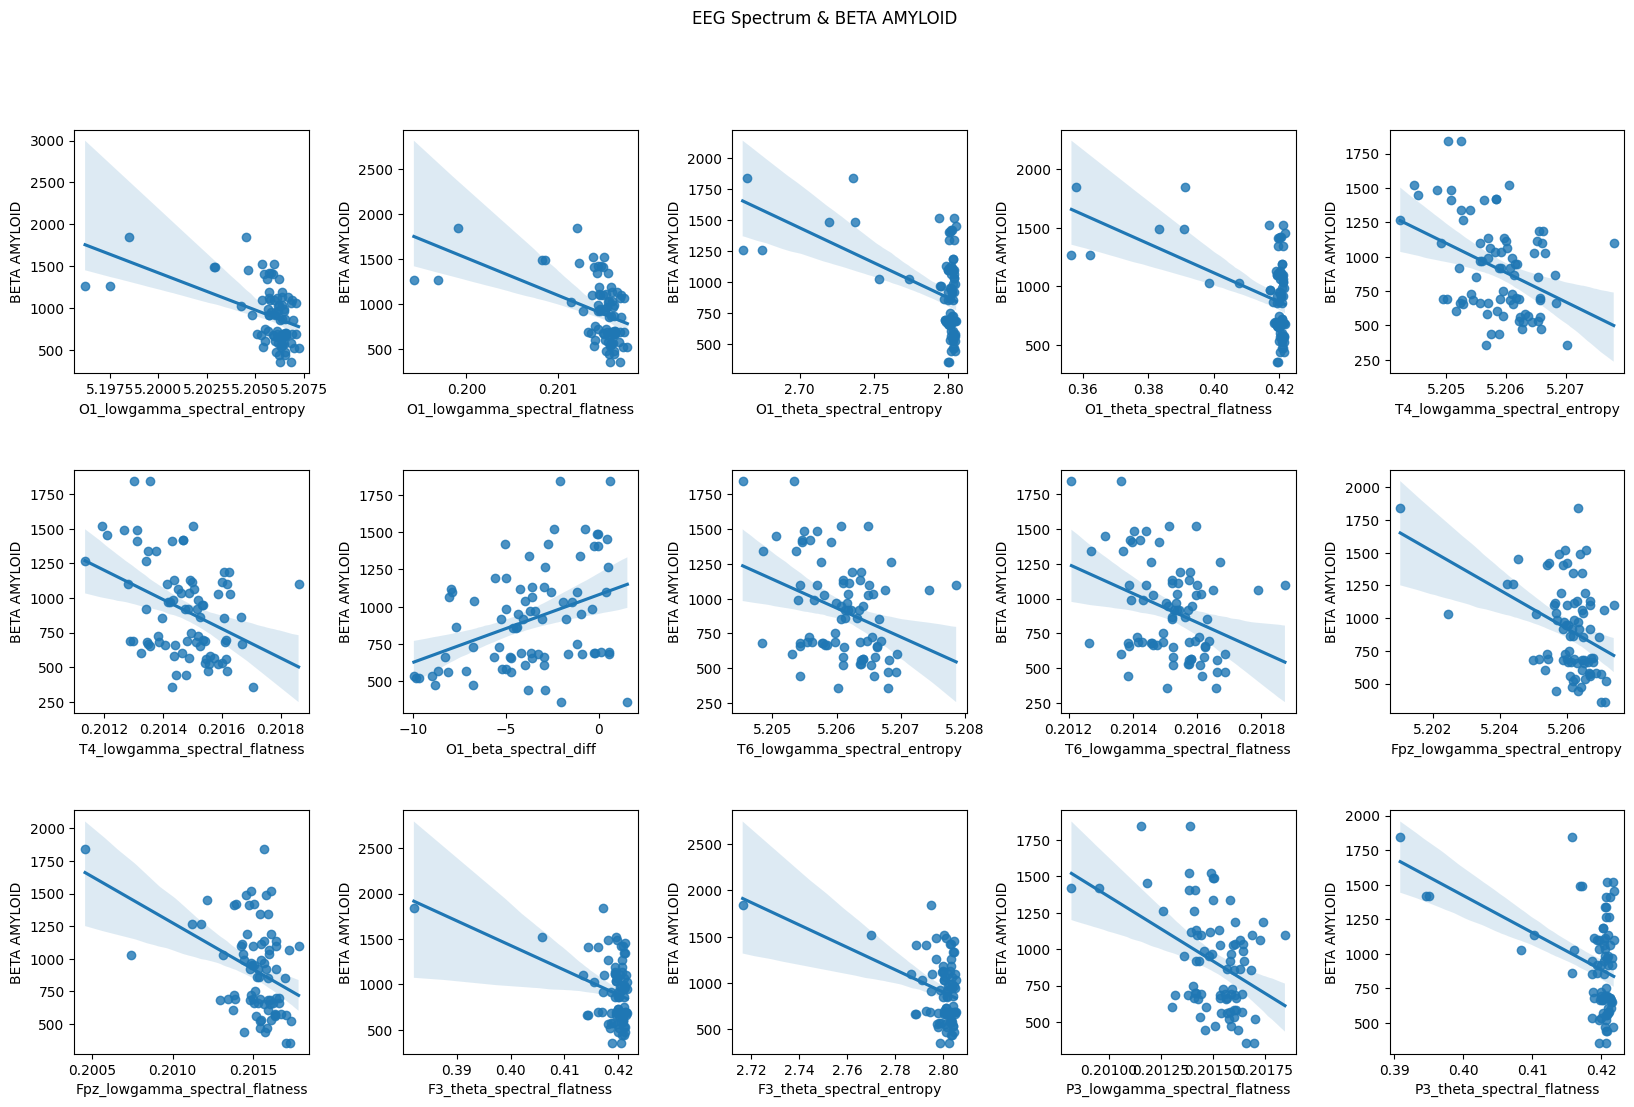 EEG Spectrum & BETA AMYLOID
BETA AMYLOID
3000
2500
2000
1500
1000
500
5.1975 5.2000 5.2025 5.2050 5.2075
O1_lowgamma_spectral_entropy
BETA AMYLOID
2500
2000
1500
1000
500
0.200 0.201
O1_lowgamma_spectral_flatness
BETA AMYLOID
2000
1750
1500
1250
1000
750
500
2.70 2.75 2.80
O1_theta_spectral_entropy
BETA AMYLOID
2000
1500
1000
500
0.36 0.38 0.40 0.42
O1_theta_spectral_flatness
BETA AMYLOID
1750
1500
1250
1000
750
500
250
5.205 5.206 5.207
T4_lowgamma_spectral_entropy
BETA AMYLOID
1750
1500
1250
1000
750
500
250
0.2012 0.2014 0.2016 0.2018
T4_lowgamma_spectral_flatness
BETA AMYLOID
1750
1500
1250
1000
750
500
−10 −5 0
O1_beta_spectral_diff
BETA AMYLOID
1750
1500
1250
1000
750
500
250
5.205 5.206 5.207 5.208
T6_lowgamma_spectral_entropy
BETA AMYLOID
1750
1500
1250
1000
750
500
250
0.2012 0.2014 0.2016 0.2018
T6_lowgamma_spectral_flatness
BETA AMYLOID
2000
1750
1500
1250
1000
750
500
5.202 5.204 5.206
Fpz_lowgamma_spectral_entropy
BETA AMYLOID
2000
1750
1500
1250
1000
750
500
0.2005 0.2010 0.2015
Fpz_lowgamma_spectral_flatness
BETA AMYLOID
2500
2000
1500
1000
500
0.39 0.40 0.41 0.42
F3_theta_spectral_flatness
BETA AMYLOID
2500
2000
1500
1000
500
2.72 2.74 2.76 2.78 2.80
F3_theta_spectral_entropy
BETA AMYLOID
1750
1500
1250
1000
750
500
0.20100 0.20125 0.20150 0.20175
P3_lowgamma_spectral_flatness
BETA AMYLOID
2000
1750
1500
1250
1000
750
500
0.39 0.40 0.41 0.42
P3_theta_spectral_flatness